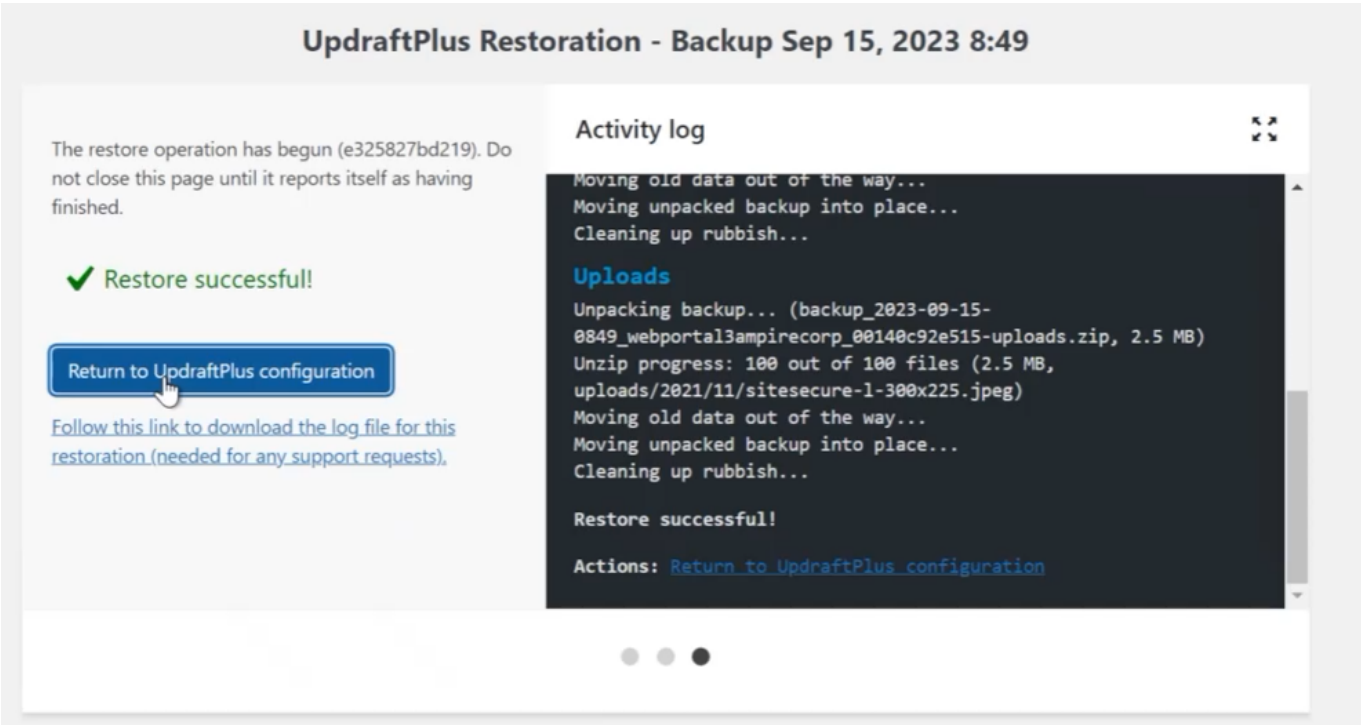 UpdraftPlus Restoration - Backup Sep 15, 2023 8:49
The restore operation has begun (e325827bd219). Do
not close this page until it reports itself as having
finished.
Restore successful!
Return to UpdraftPlus configuration
Follow this link to download the log file for this
restoration (needed for any support requests).
Activity log
Moving old data out of the way...
Moving unpacked backup into place...
Cleaning up rubbish...
Uploads
Unpacking backup... (backup_2023-09-15-
0849_webportal3ampirecorp_00140c92e515-uploads.zip, 2.5 MB)
Unzip progress: 100 out of 100 files (2.5 MB,
uploads/2021/11/sitesecure-l-300x225.jpeg)
Moving old data out of the way...
Moving unpacked backup into place...
Cleaning up rubbish...
Restore successful!
Actions: Return to UpdraftPlus configuration